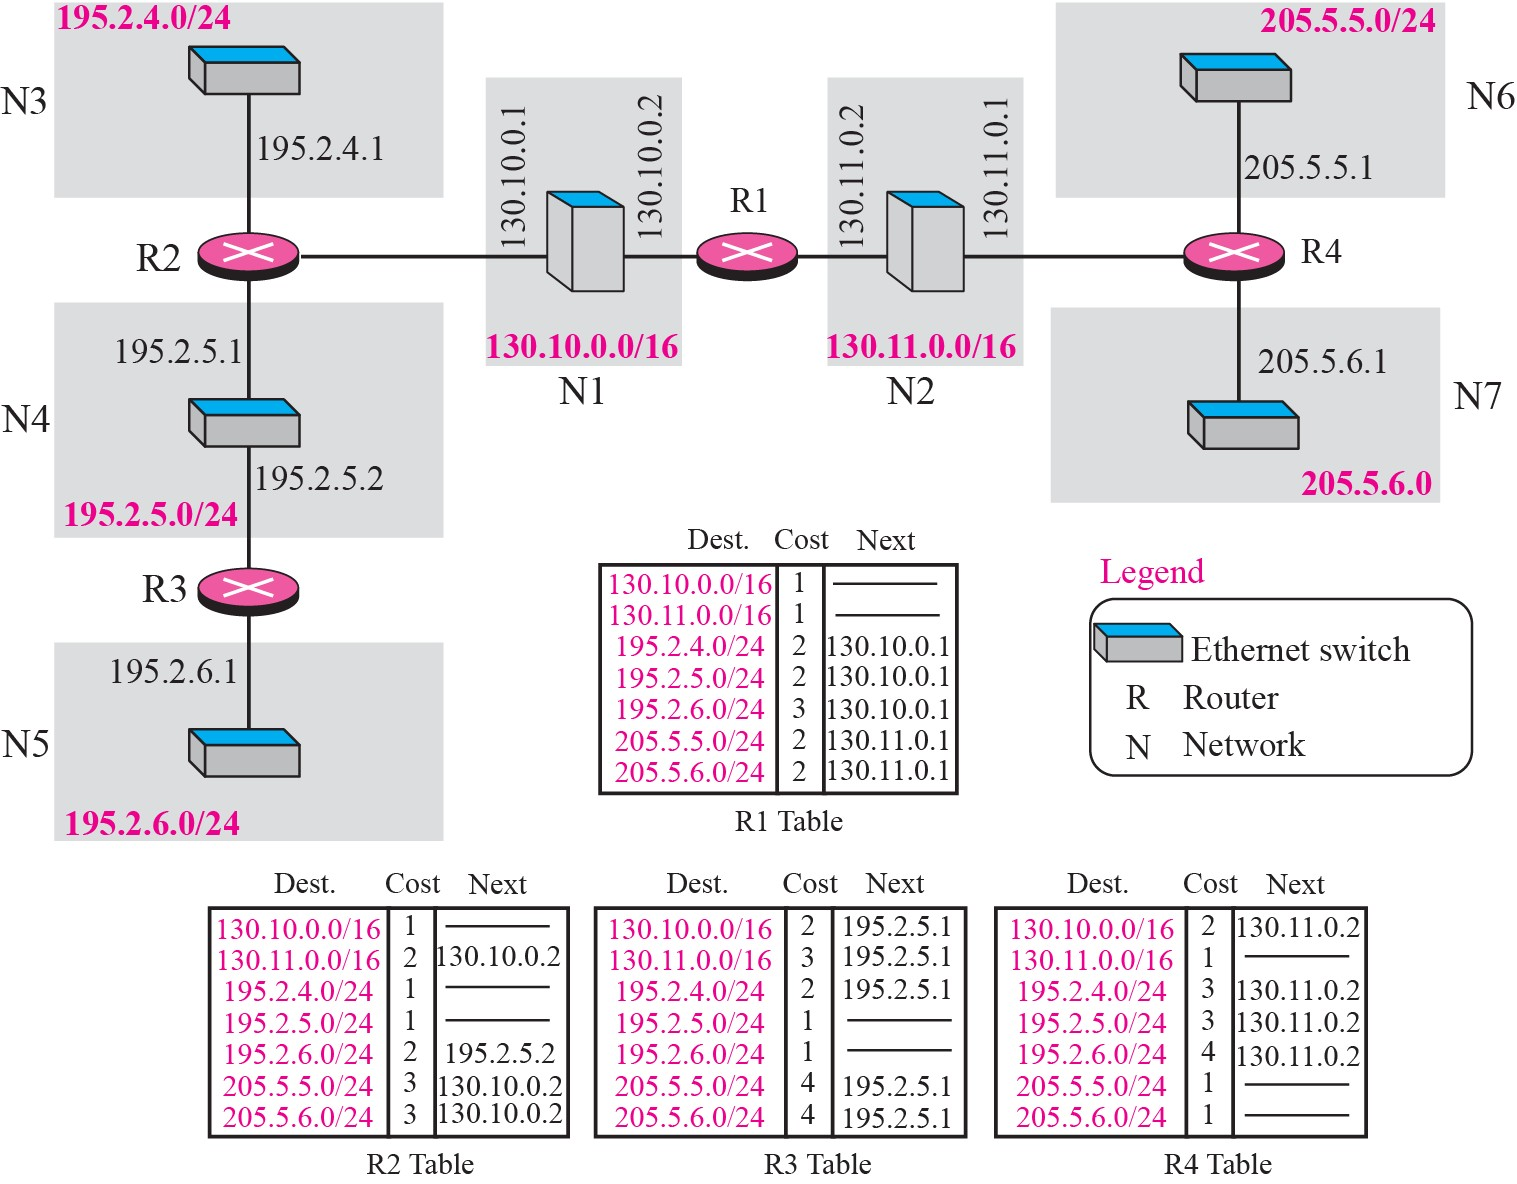 195.2.4.0/24
N3
195.2.4.1
R2
195.2.5.1
N4
195.2.5.2
195.2.5.0/24
R3
195.2.6.1
N5
195.2.6.0/24
130.10.0.1
130.10.0.2
130.10.0.0/16
N1
R1
130.11.0.2
130.11.0.1
130.11.0.0/16
N2
205.5.5.0/24
N6
205.5.5.1
R4
205.5.6.1
N7
205.5.6.0
Legend
Ethernet switch
R Router
N Network
Dest. Cost Next
130.10.0.0/16 1
130.11.0.0/16 1
195.2.4.0/24 2 130.10.0.1
195.2.5.0/24 2 130.10.0.1
195.2.6.0/24 3 130.10.0.1
205.5.5.0/24 2 130.11.0.1
205.5.6.0/24 2 130.11.0.1
R1 Table
Dest. Cost Next
130.10.0.0/16 1
130.11.0.0/16 2 130.10.0.2
195.2.4.0/24 1
195.2.5.0/24 1
195.2.6.0/24 2 195.2.5.2
205.5.5.0/24 3 130.10.0.2
205.5.6.0/24 3 130.10.0.2
R2 Table
Dest. Cost Next
130.10.0.0/16 2 195.2.5.1
130.11.0.0/16 3 195.2.5.1
195.2.4.0/24 2 195.2.5.1
195.2.5.0/24 1
195.2.6.0/24 1
205.5.5.0/24 4 195.2.5.1
205.5.6.0/24 4 195.2.5.1
R3 Table
Dest. Cost Next
130.10.0.0/16 2 130.11.0.2
130.11.0.0/16 1
195.2.4.0/24 3 130.11.0.2
195.2.5.0/24 3 130.11.0.2
195.2.6.0/24 4 130.11.0.2
205.5.5.0/24 1
205.5.6.0/24 1
R4 Table